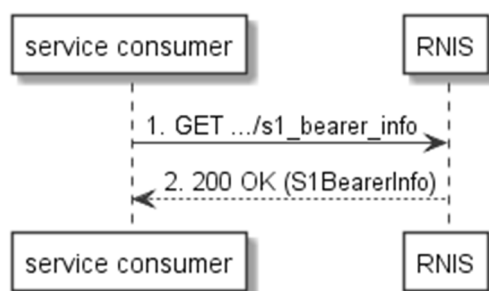 service consumer
RNIS
1. GET .../s1_bearer_info
2. 200 OK (S1BearerInfo)
service consumer
RNIS